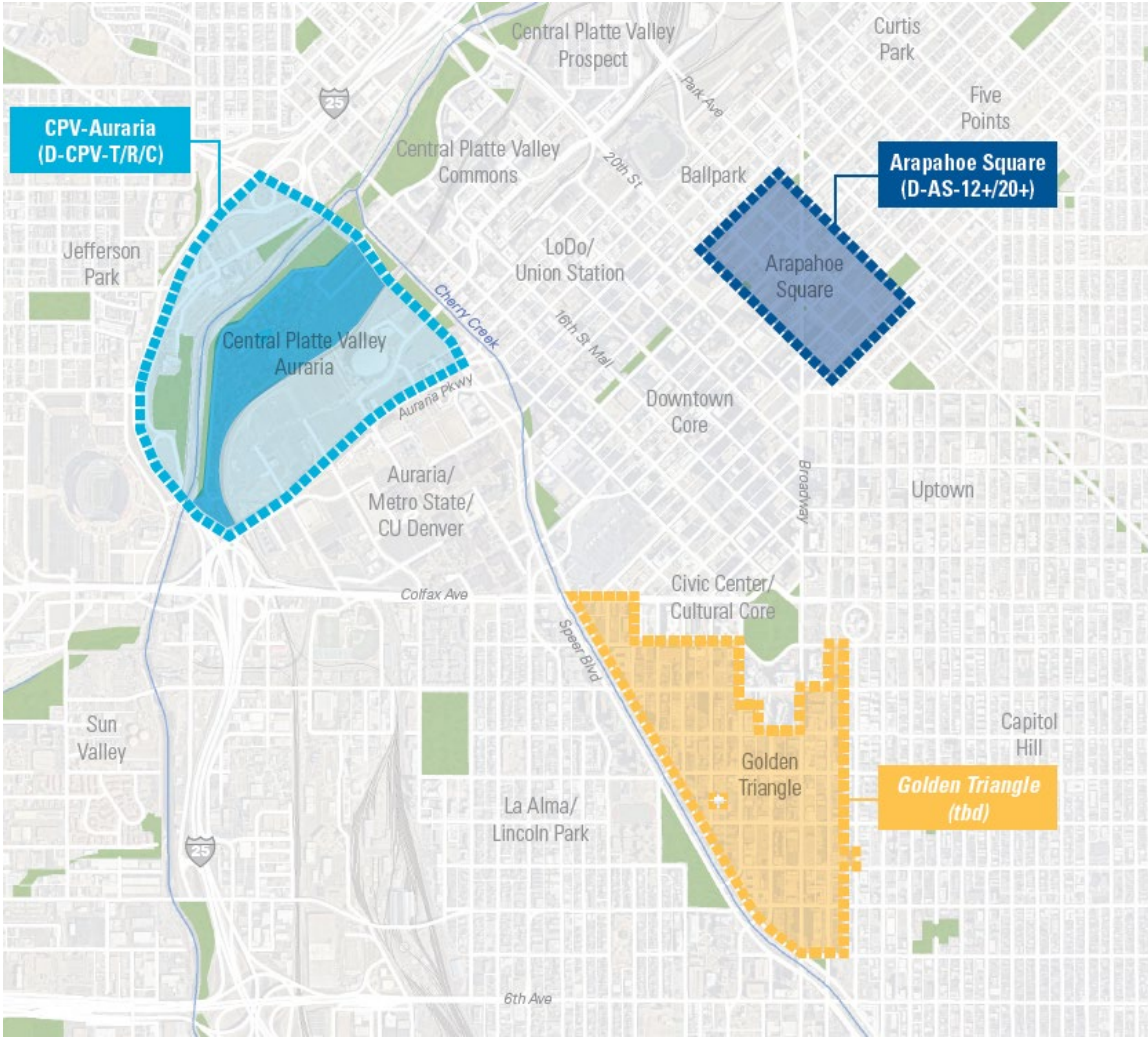 Central Platte Valley
Prospect
Curtis
Park
Park Ave
Five
Points
25
CPV-Auraria
(D-CPV-T/R/C)
Central Platte Valley
Commons
20th St
Ballpark
Arapahoe Square
(D-AS-12+/20+)
Jefferson
Park
LoDo/
Union Station
Arapahoe
Square
Cherry Creek
16th St Mall
Central Platte Valley
Auraria
Auraria Pkwy
Downtown
Core
Auraria/
Metro State/
CU Denver
Broadway
Uptown
Colfax Ave
Civic Center/
Cultural Core
Speer Blvd
Sun
Valley
Capitol
Hill
Golden
Triangle
Golden Triangle
(tbd)
La Alma/
Lincoln Park
25
6th Ave